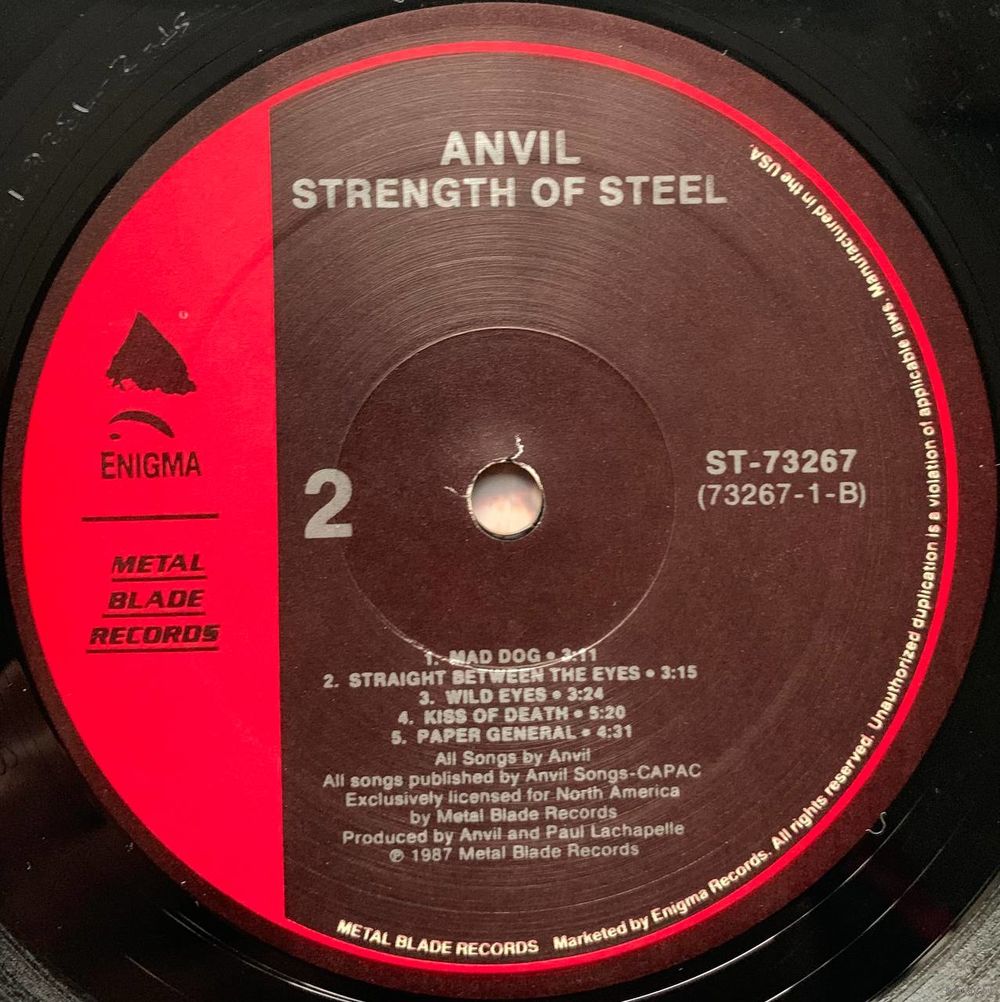 ANVIL
STRENGTH OF STEEL
ENIGMA
METAL
BLADE
RECORDS
2
ST-73267
(73267-1-B)
1. MAD DOG • 3:11
2. STRAIGHT BETWEEN THE EYES • 3:15
3. WILD EYES • 3:24
4. KISS OF DEATH • 5:20
5. PAPER GENERAL • 4:31
All Songs by Anvil
All songs published by Anvil Songs-CAPAC
Exclusively licensed for North America
by Metal Blade Records
Produced by Anvil and Paul Lachapelle
℗ 1987 Metal Blade Records
METAL BLADE RECORDS Marketed by Enigma Records. All rights reserved. Unauthorized duplication is a violation of applicable laws. Manufactured in the USA.